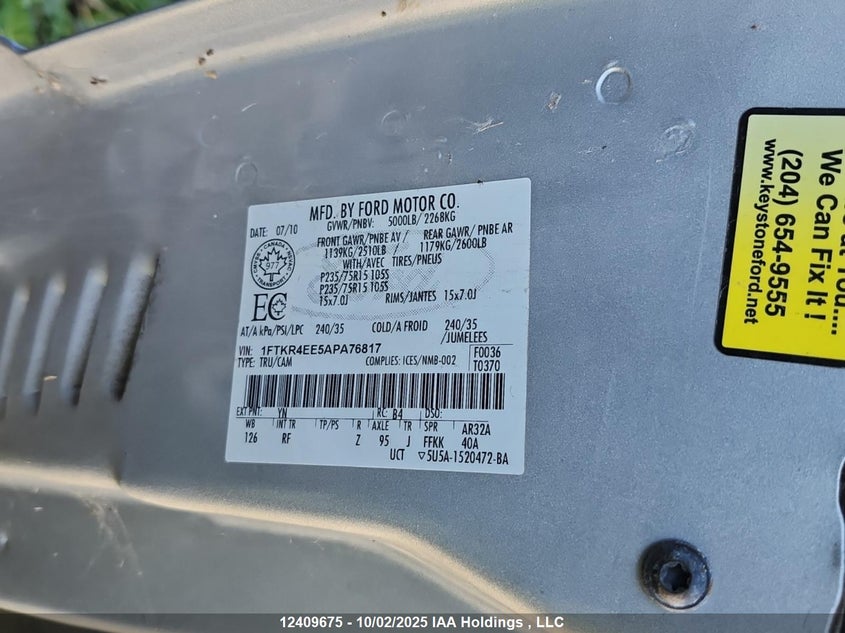 MFD. BY FORD MOTOR CO.
DATE: 07/10 GVWR/PNBV: 5000LB/ 2268KG
FRONT GAWR/PNBE AV / REAR GAWR/ PNBE AR
1139KG/2510LB 1179KG/2600LB
WITH/AVEC TIRES/PNEUS
P235/75R15 105S
P235/75R15 105S
15x7.0J RIMS/JANTES 15x7.0J
CANADA
977
TRANSPORT
EC
AT/A kPa/PSI/LPC 240/35 COLD/A FROID 240/35
/JUMELEES
VIN: 1FTKR4EE5APA76817 F0036
TYPE: TRU/CAM COMPLIES: ICES/NMB-002 T0370
EXT PNT: YN RC: B4 DSO:
WB INT TR TP/PS R AXLE TR SPR AR32A
126 RF Z 95 J FFKK 40A
UCT ▽5U5A-1520472-BA
You....
We Can Fix It !
(204) 654-9555
www.keystoneford.
12409675 - 10/02/2025 IAA Holdings , LLC